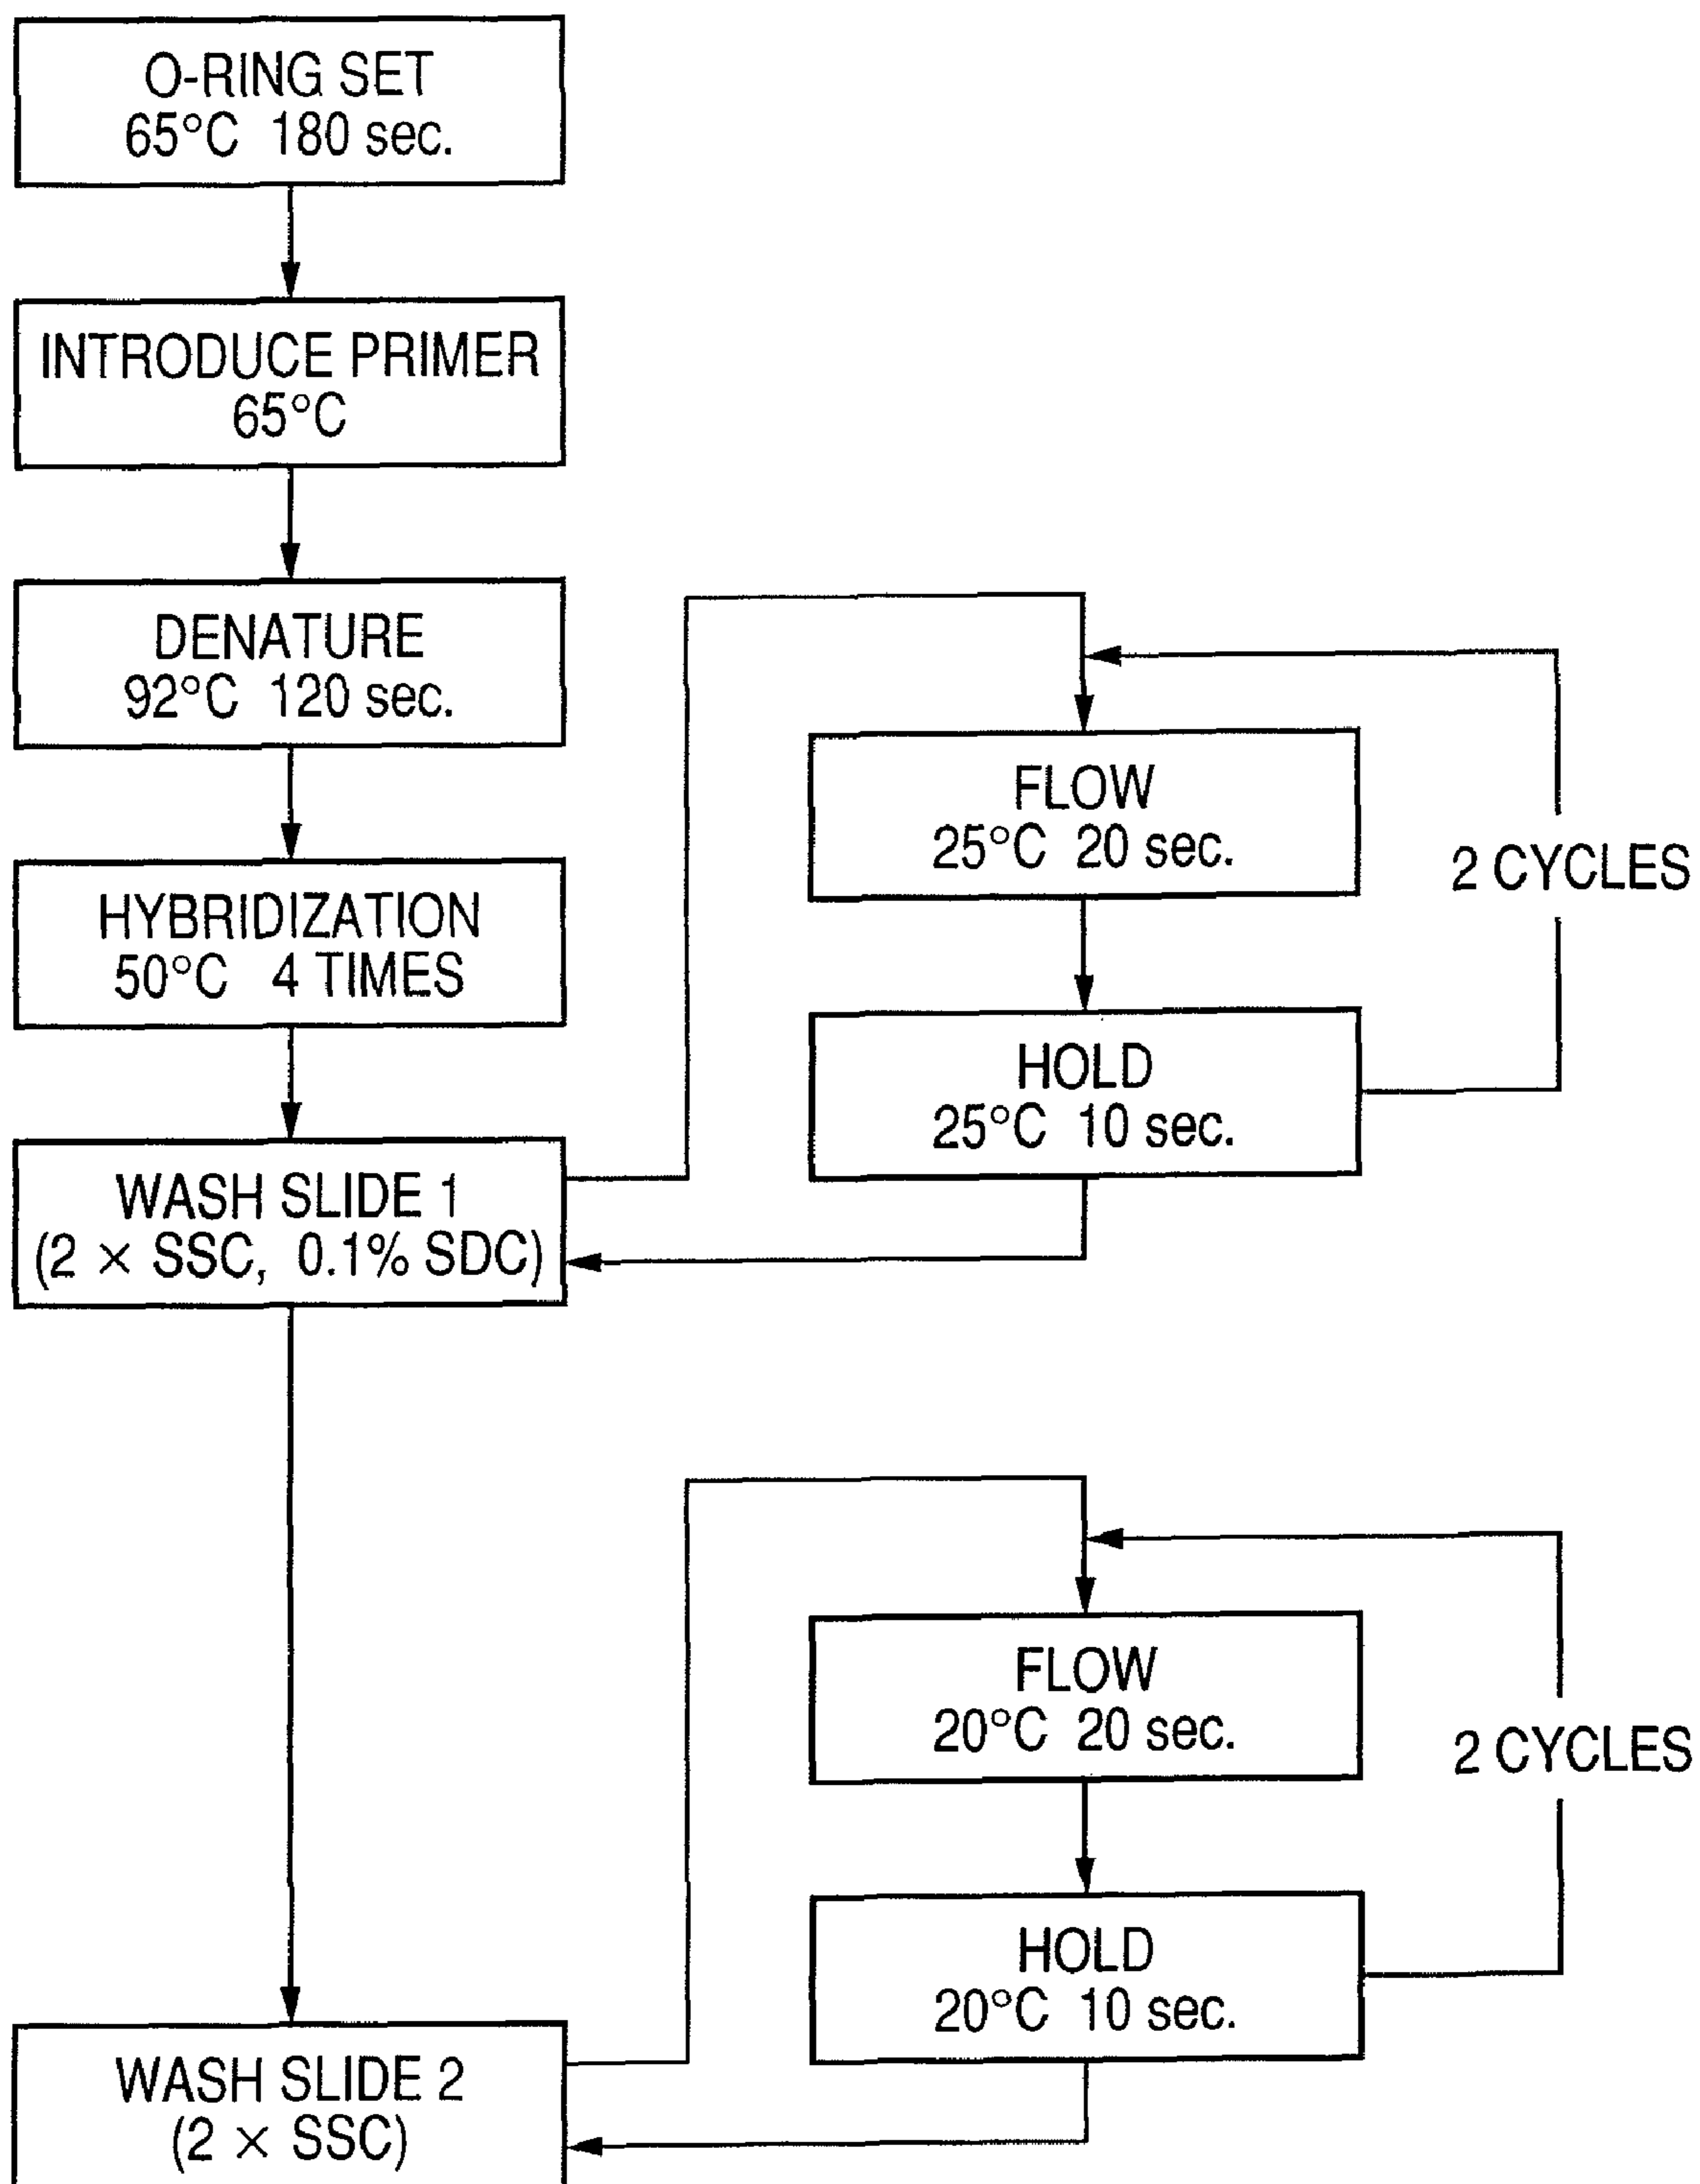 O-RING SET
65°C 180 sec.
INTRODUCE PRIMER
65°C
DENATURE
92°C 120 sec.
HYBRIDIZATION
50°C 4 TIMES
WASH SLIDE 1
(2 × SSC, 0.1% SDC)
FLOW
25°C 20 sec.
HOLD
25°C 10 sec.
2 CYCLES
WASH SLIDE 2
(2 × SSC)
FLOW
20°C 20 sec.
HOLD
20°C 10 sec.
2 CYCLES